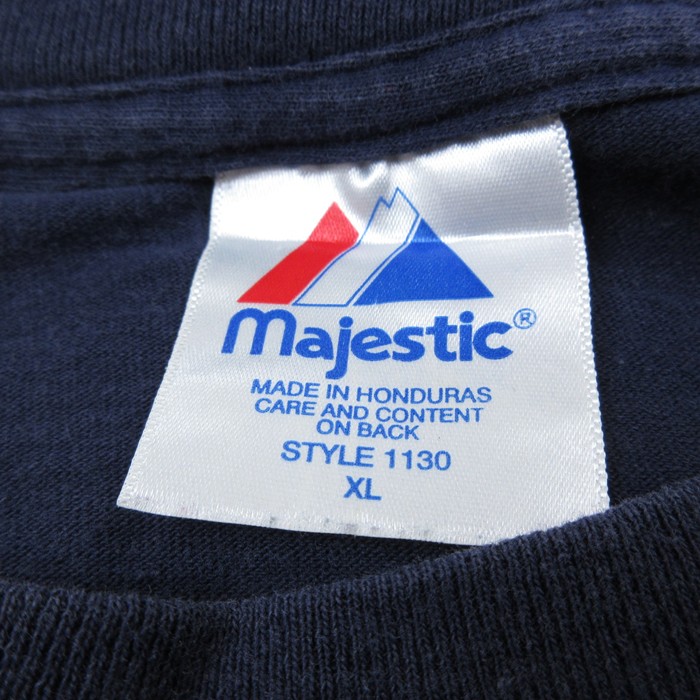 Majestic®
MADE IN HONDURAS
CARE AND CONTENT
ON BACK
STYLE 1130
XL